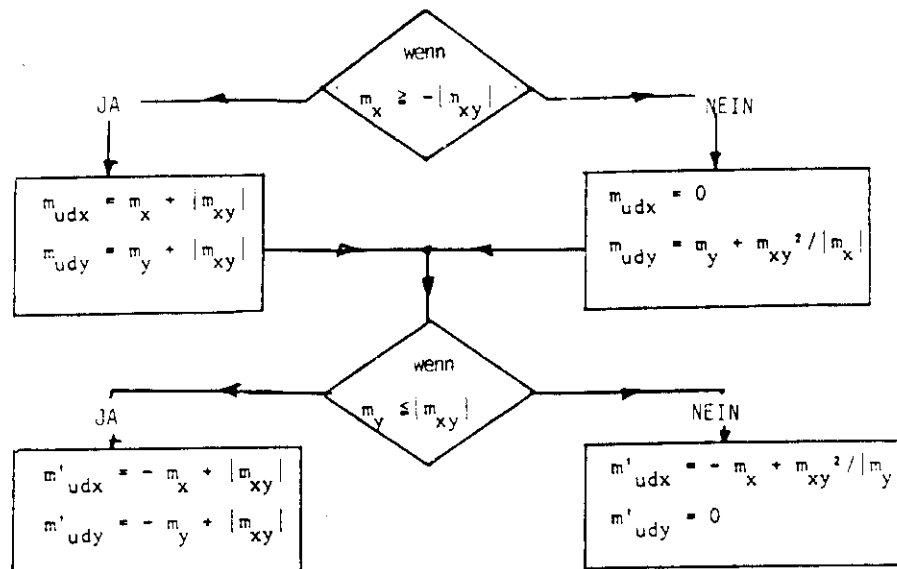 wenn
m_x ≧ -|m_xy|
JA
NEIN
m_udx = m_x + |m_xy|
m_udy = m_y + |m_xy|
m_udx = 0
m_udy = m_y + m_xy²/|m_x|
wenn
m_y ≦ |m_xy|
JA
NEIN
m'_udx = - m_x + |m_xy|
m'_udy = - m_y + |m_xy|
m'_udx = - m_x + m_xy²/|m_y
m'_udy = 0